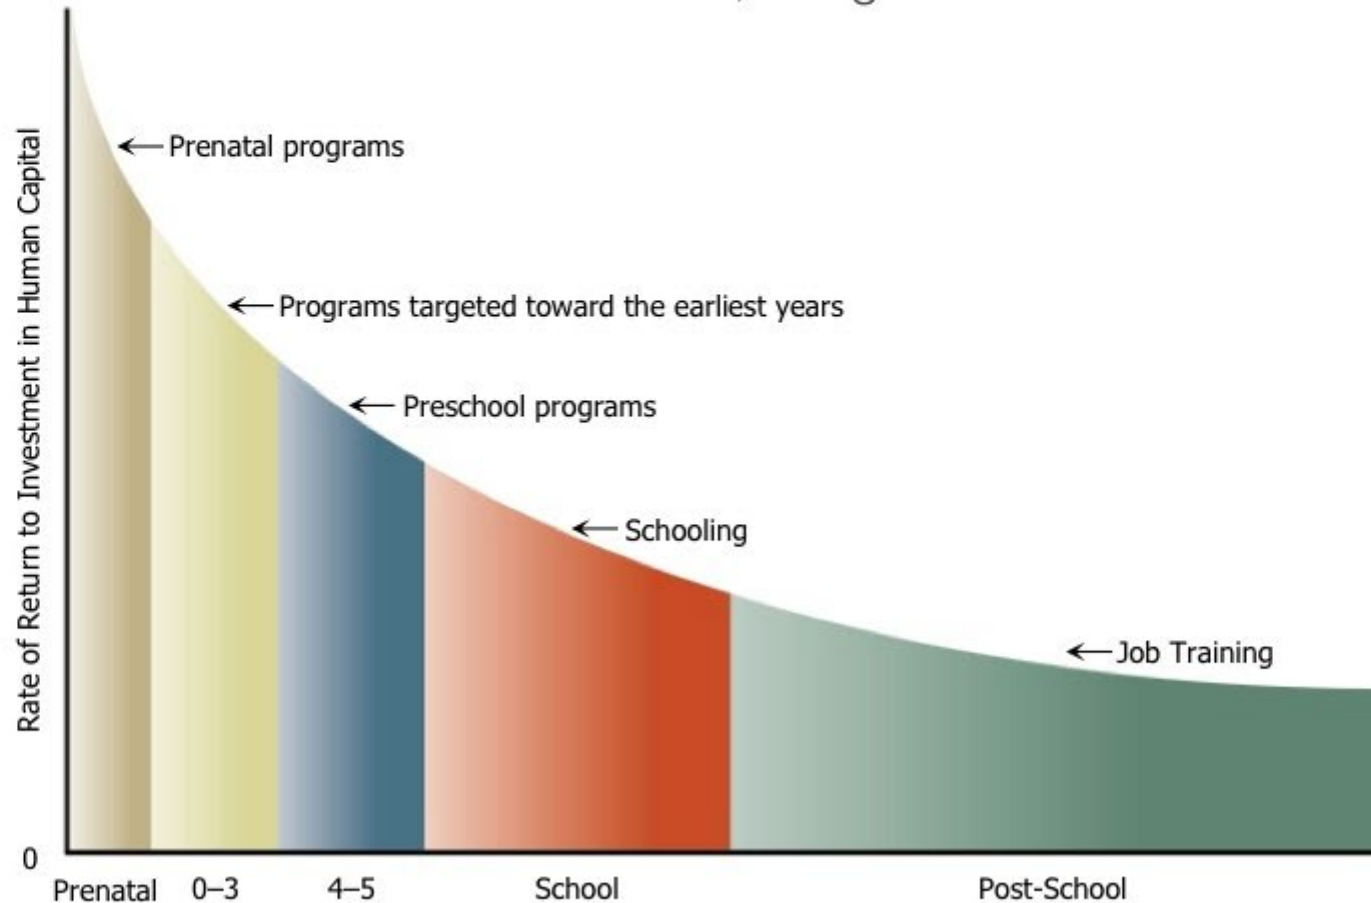 Rate of Return to Investment in Human Capital
Prenatal programs
Programs targeted toward the earliest years
Preschool programs
Schooling
Job Training
0
Prenatal
0–3
4–5
School
Post-School